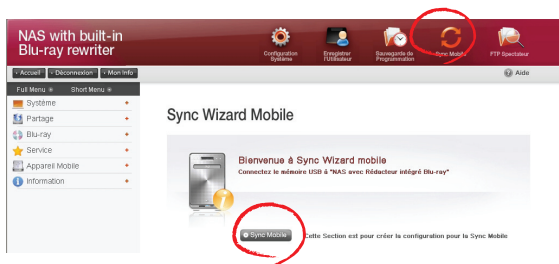 NAS with built-in
Blu-ray rewriter
Configuration
Système
Enregistrer
l'Utilisateur
Sauvegarde de
Programmation
Sync Mobile
FTP Spectateur
Accueil
Déconnexion
Mon Info
Aide
Full Menu
Short Menu
Système
Partage
Blu-ray
Service
Appareil Mobile
Information
Sync Wizard Mobile
Bienvenue à Sync Wizard mobile
Connectez le mémoire USB à "NAS avec Rédacteur intégré Blu-ray"
Sync Mobile
Cette Section est pour créer la configuration pour la Sync Mobile